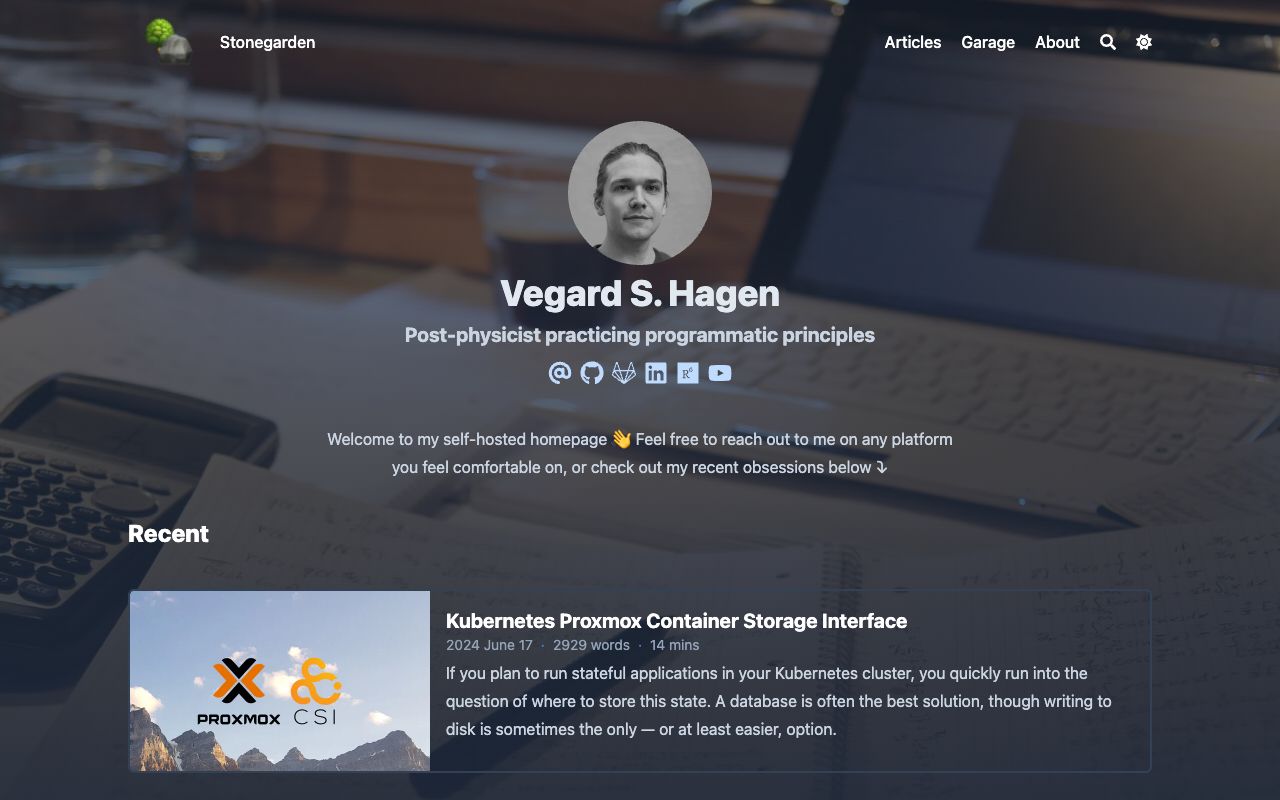 Stonegarden
Articles
Garage
About
Vegard S. Hagen
Post-physicist practicing programmatic principles
Welcome to my self-hosted homepage 👋 Feel free to reach out to me on any platform
you feel comfortable on, or check out my recent obsessions below ⤵
Recent
PROXMOX
CSI
Kubernetes Proxmox Container Storage Interface
2024 June 17 · 2929 words · 14 mins
If you plan to run stateful applications in your Kubernetes cluster, you quickly run into the
question of where to store this state. A database is often the best solution, though writing to
disk is sometimes the only — or at least easier, option.